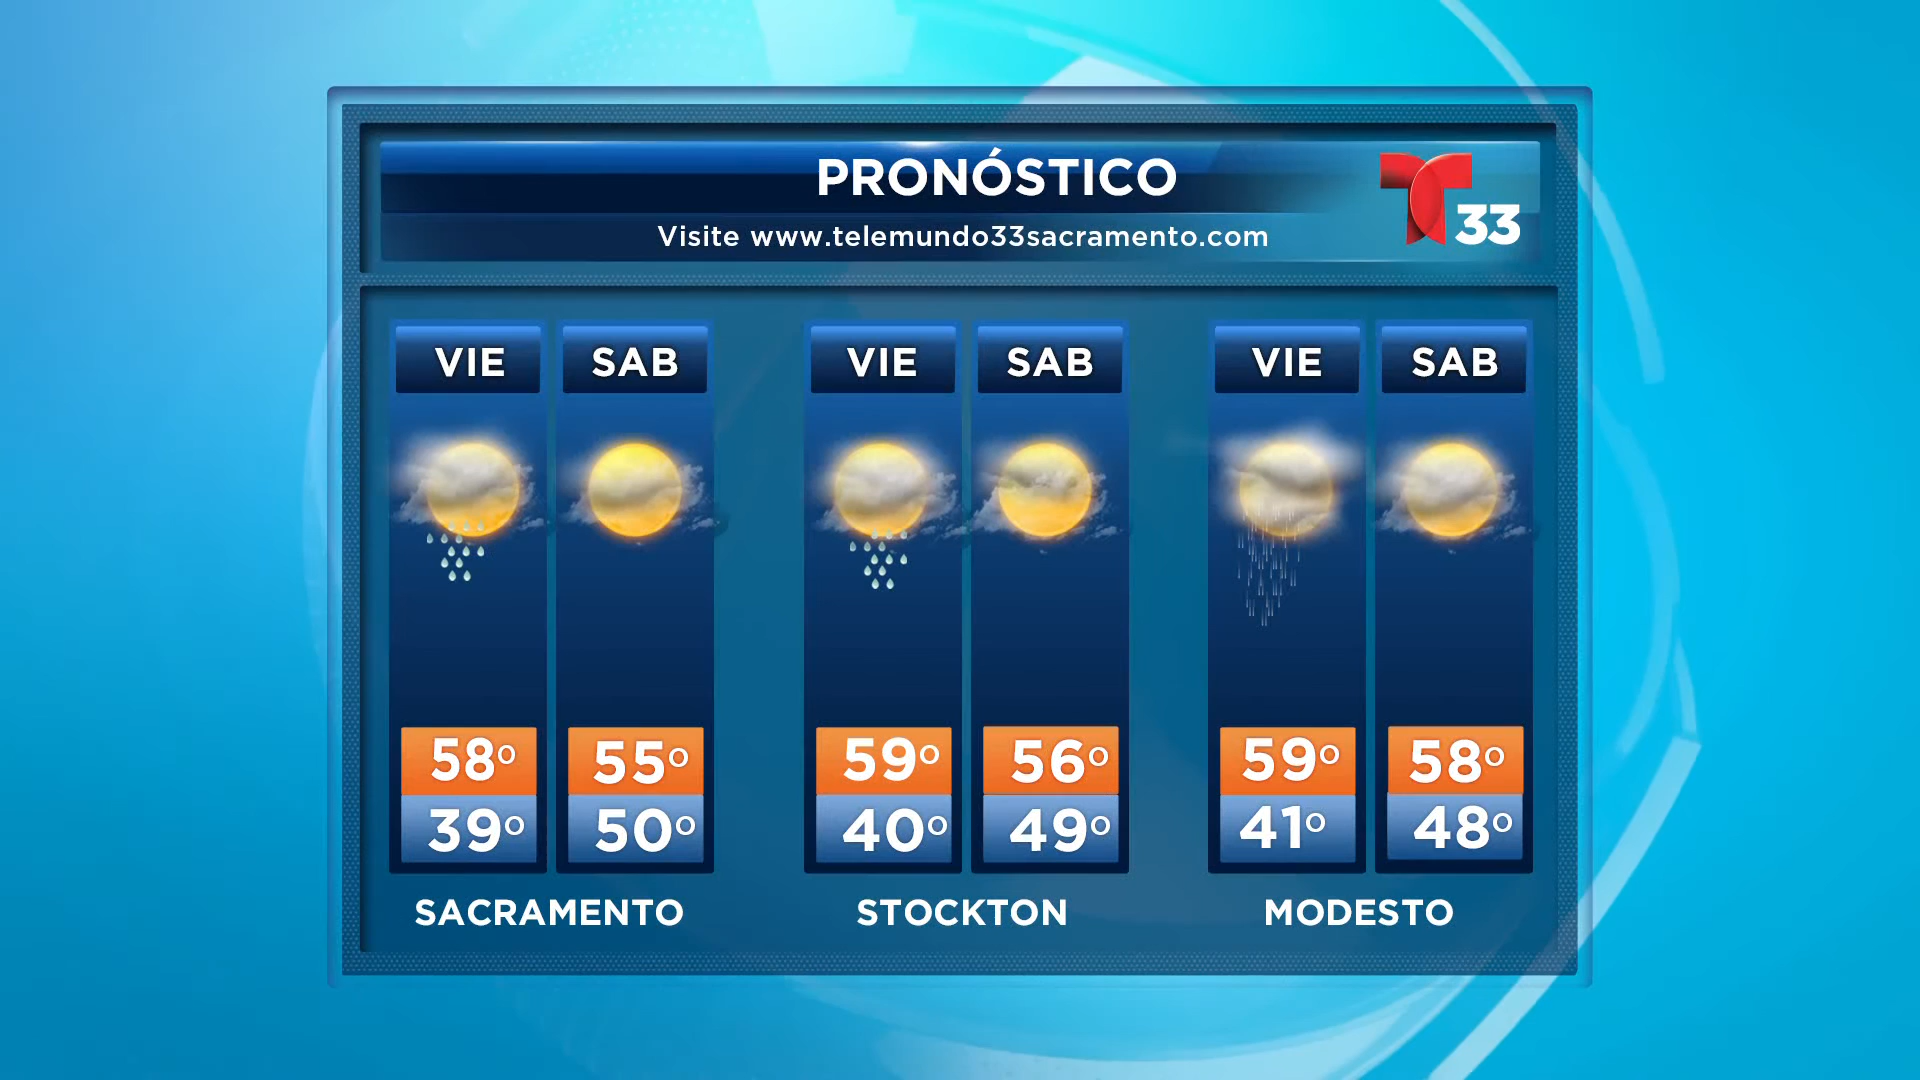 PRONÓSTICO
Visite www.telemundo33sacramento.com
T 33
VIE SAB
58° 55°
39° 50°
SACRAMENTO
VIE SAB
59° 56°
40° 49°
STOCKTON
VIE SAB
59° 58°
41° 48°
MODESTO